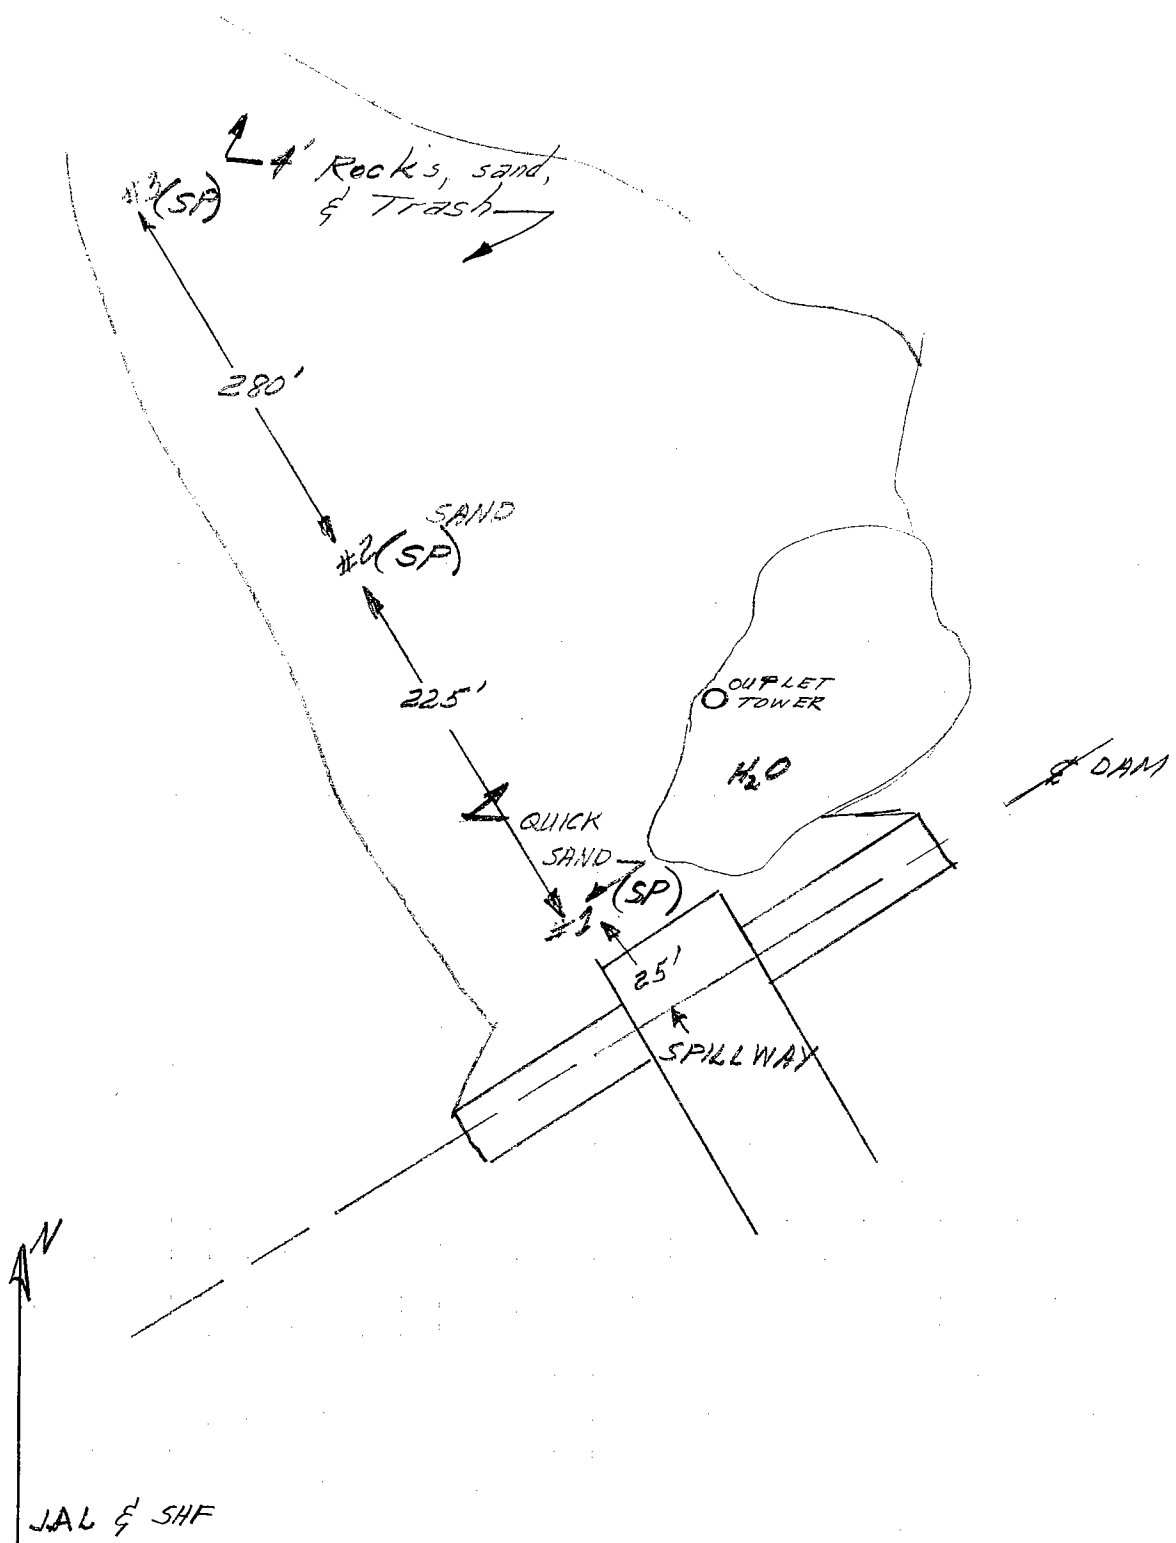 4' Rock's, sand,
& Trash
#3 (SP)
280'
SAND
#2 (SP)
225'
OUTLET
TOWER
H₂O
℄ DAM
QUICK
SAND
(SP)
#1
25'
SPILLWAY
N
JAL & SHF